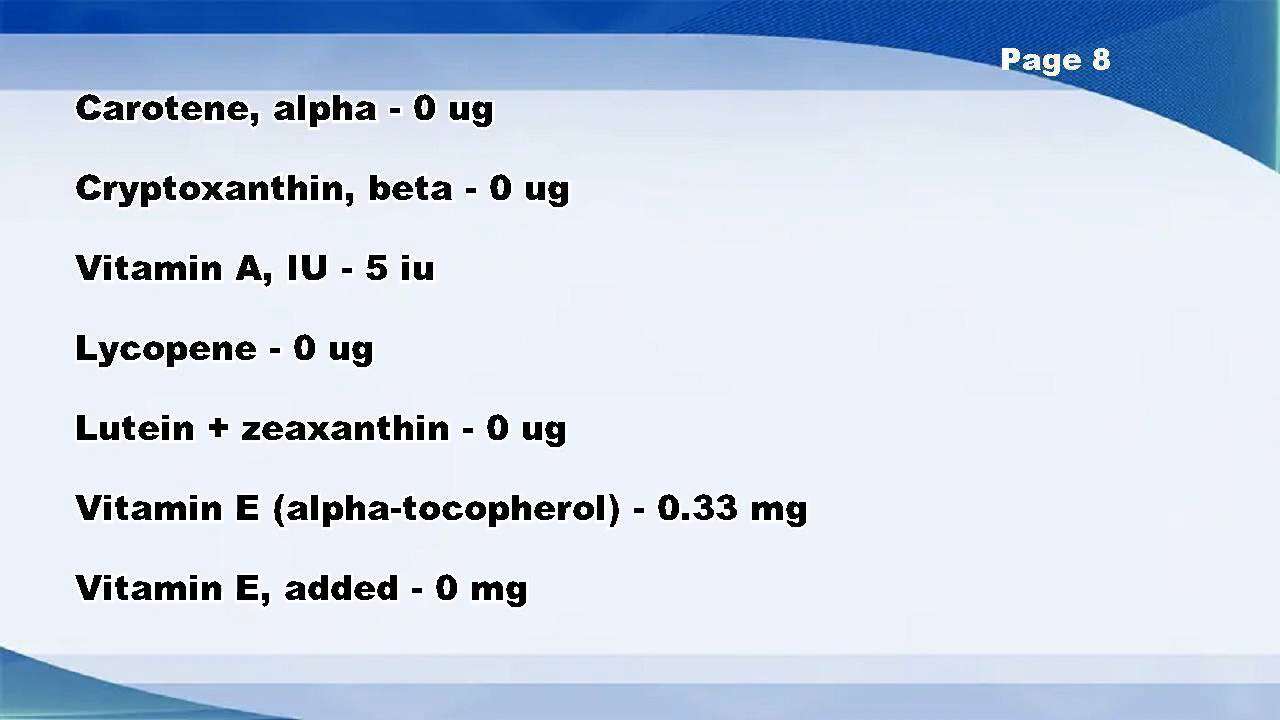 Page 8
Carotene, alpha - 0 ug
Cryptoxanthin, beta - 0 ug
Vitamin A, IU - 5 iu
Lycopene - 0 ug
Lutein + zeaxanthin - 0 ug
Vitamin E (alpha-tocopherol) - 0.33 mg
Vitamin E, added - 0 mg